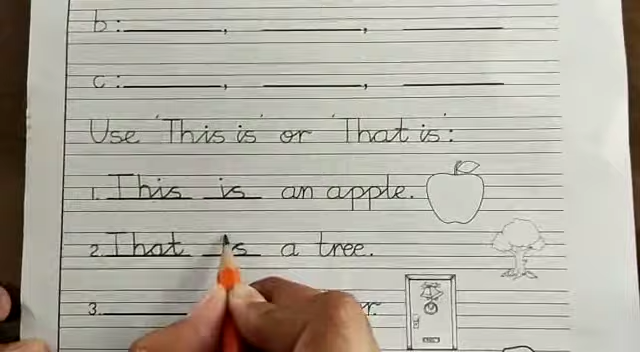 b: , ,
c: , ,
Use 'This is' or 'That is':
1. This is an apple.
2. That is a tree.
3.